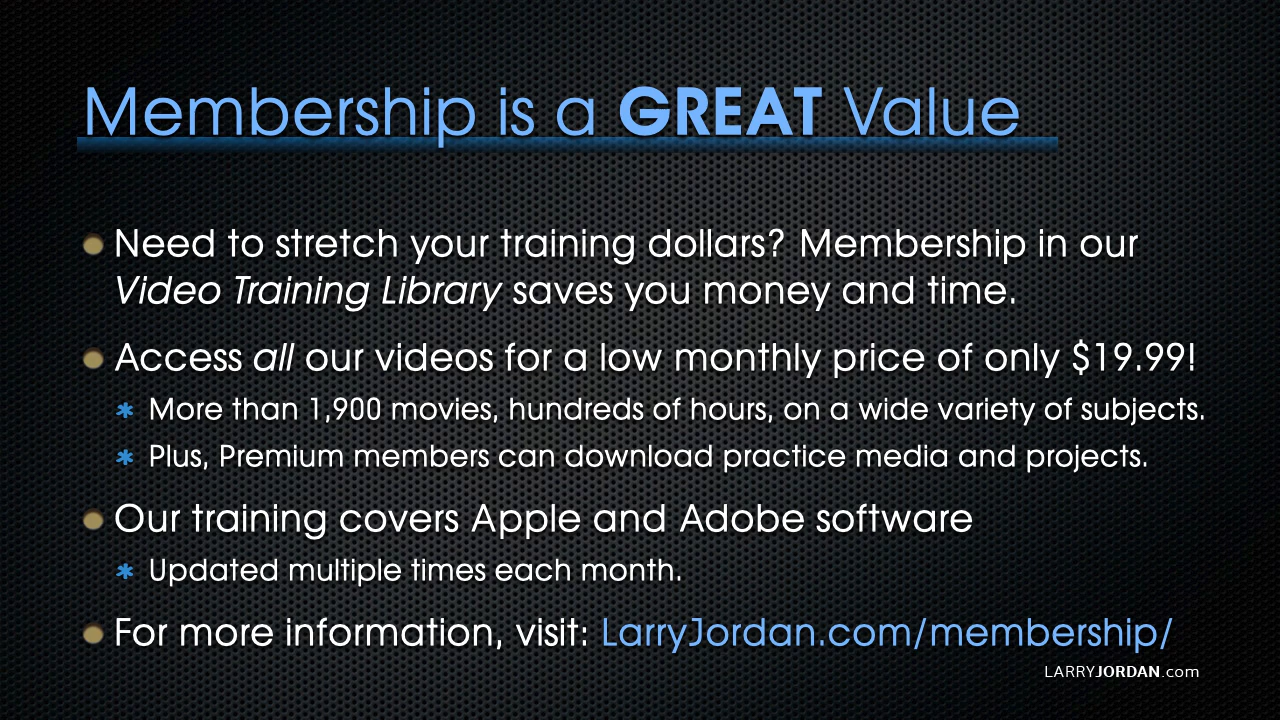 Membership is a GREAT Value
Need to stretch your training dollars? Membership in our
Video Training Library saves you money and time.
Access all our videos for a low monthly price of only $19.99!
More than 1,900 movies, hundreds of hours, on a wide variety of subjects.
Plus, Premium members can download practice media and projects.
Our training covers Apple and Adobe software
Updated multiple times each month.
For more information, visit: LarryJordan.com/membership/
LARRYJORDAN.com